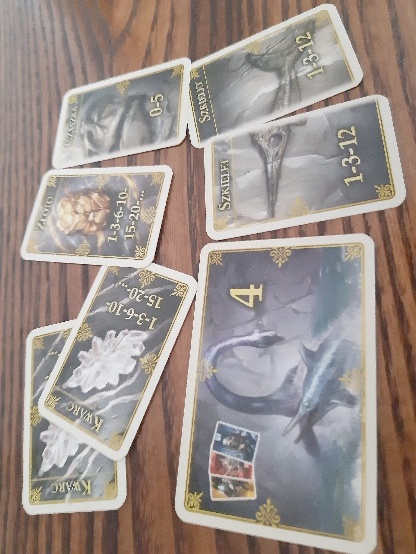 Czaszka
0-5
Szkielet
1-3-12
Szkielet
1-3-12
Złoto
1-3-6-10-
15-20-...
Kwarc
1-3-6-10-
15-20-...
Kwarc
4